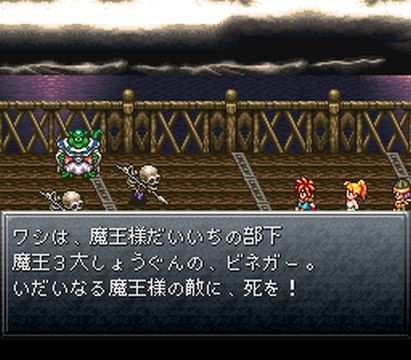 ワシは、魔王様だいいちの部下
魔王3大しょうぐんの、ビネガー。
いだいなる魔王様の敵に、死を！